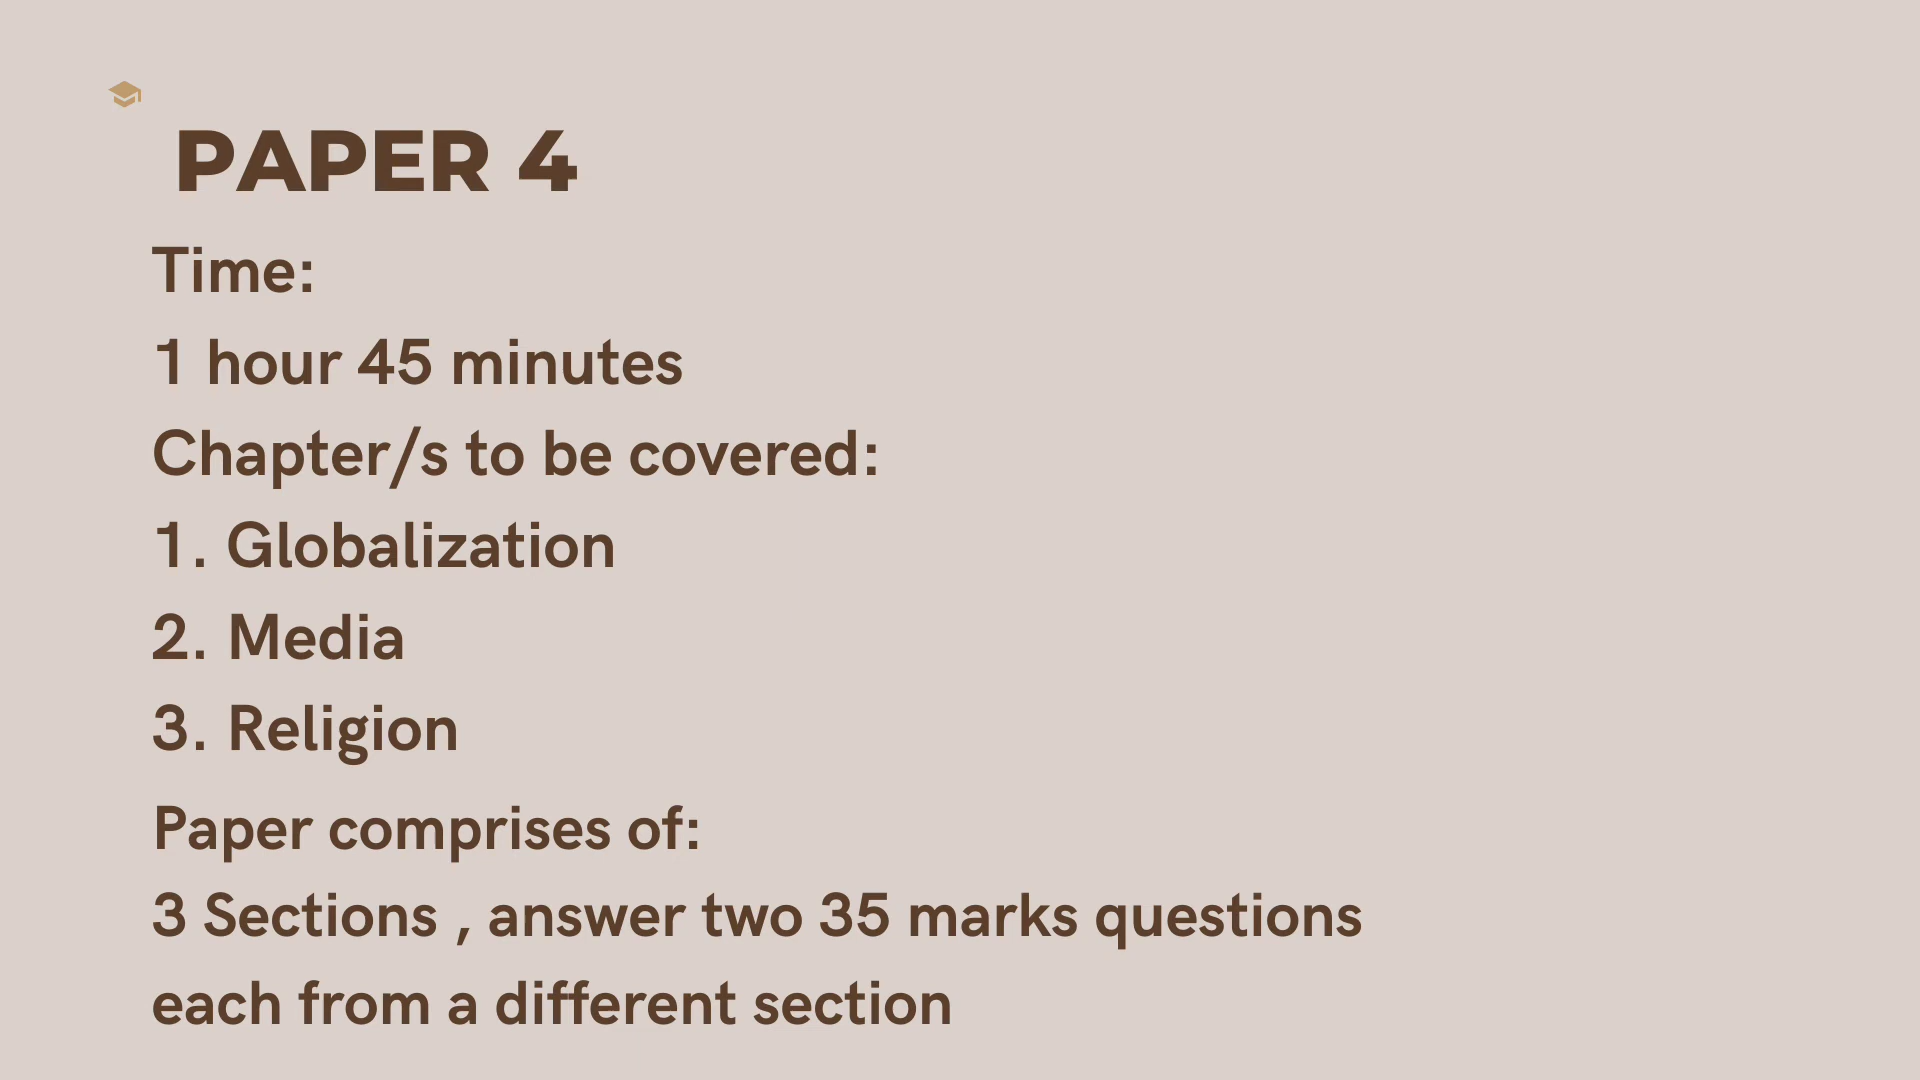 PAPER 4
Time:
1 hour 45 minutes
Chapter/s to be covered:
1. Globalization
2. Media
3. Religion
Paper comprises of:
3 Sections , answer two 35 marks questions
each from a different section